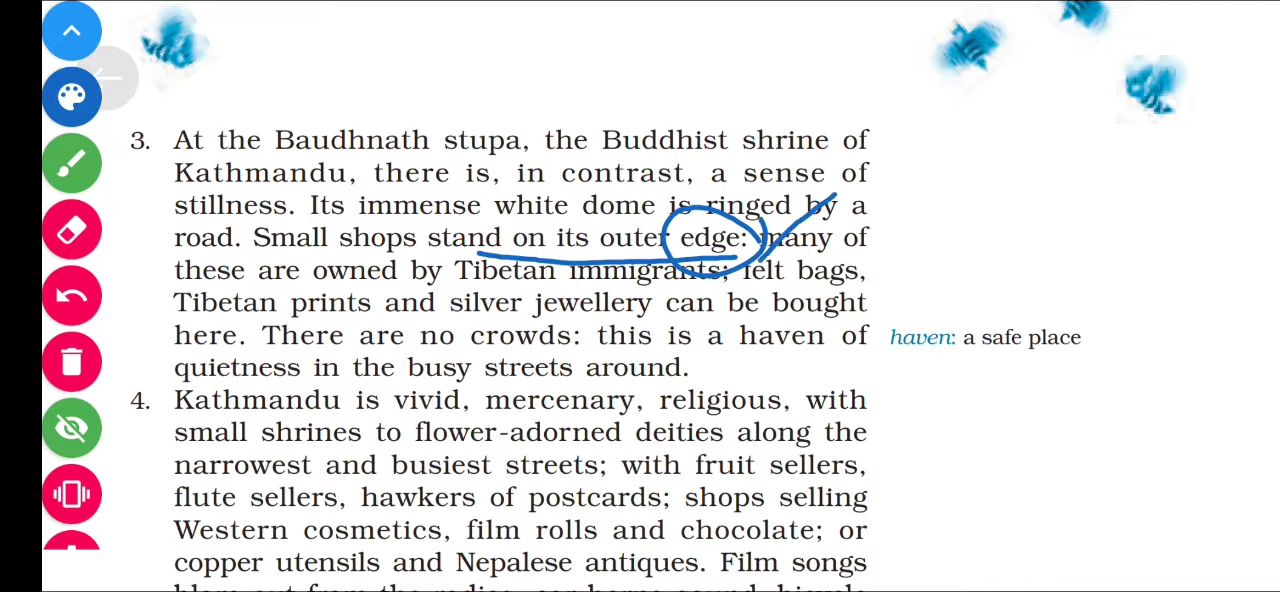 3. At the Baudhnath stupa, the Buddhist shrine of
Kathmandu, there is, in contrast, a sense of
stillness. Its immense white dome is ringed by a
road. Small shops stand on its outer edge: many of
these are owned by Tibetan immigrants; felt bags,
Tibetan prints and silver jewellery can be bought
here. There are no crowds: this is a haven of
quietness in the busy streets around.
haven: a safe place
4. Kathmandu is vivid, mercenary, religious, with
small shrines to flower-adorned deities along the
narrowest and busiest streets; with fruit sellers,
flute sellers, hawkers of postcards; shops selling
Western cosmetics, film rolls and chocolate; or
copper utensils and Nepalese antiques. Film songs